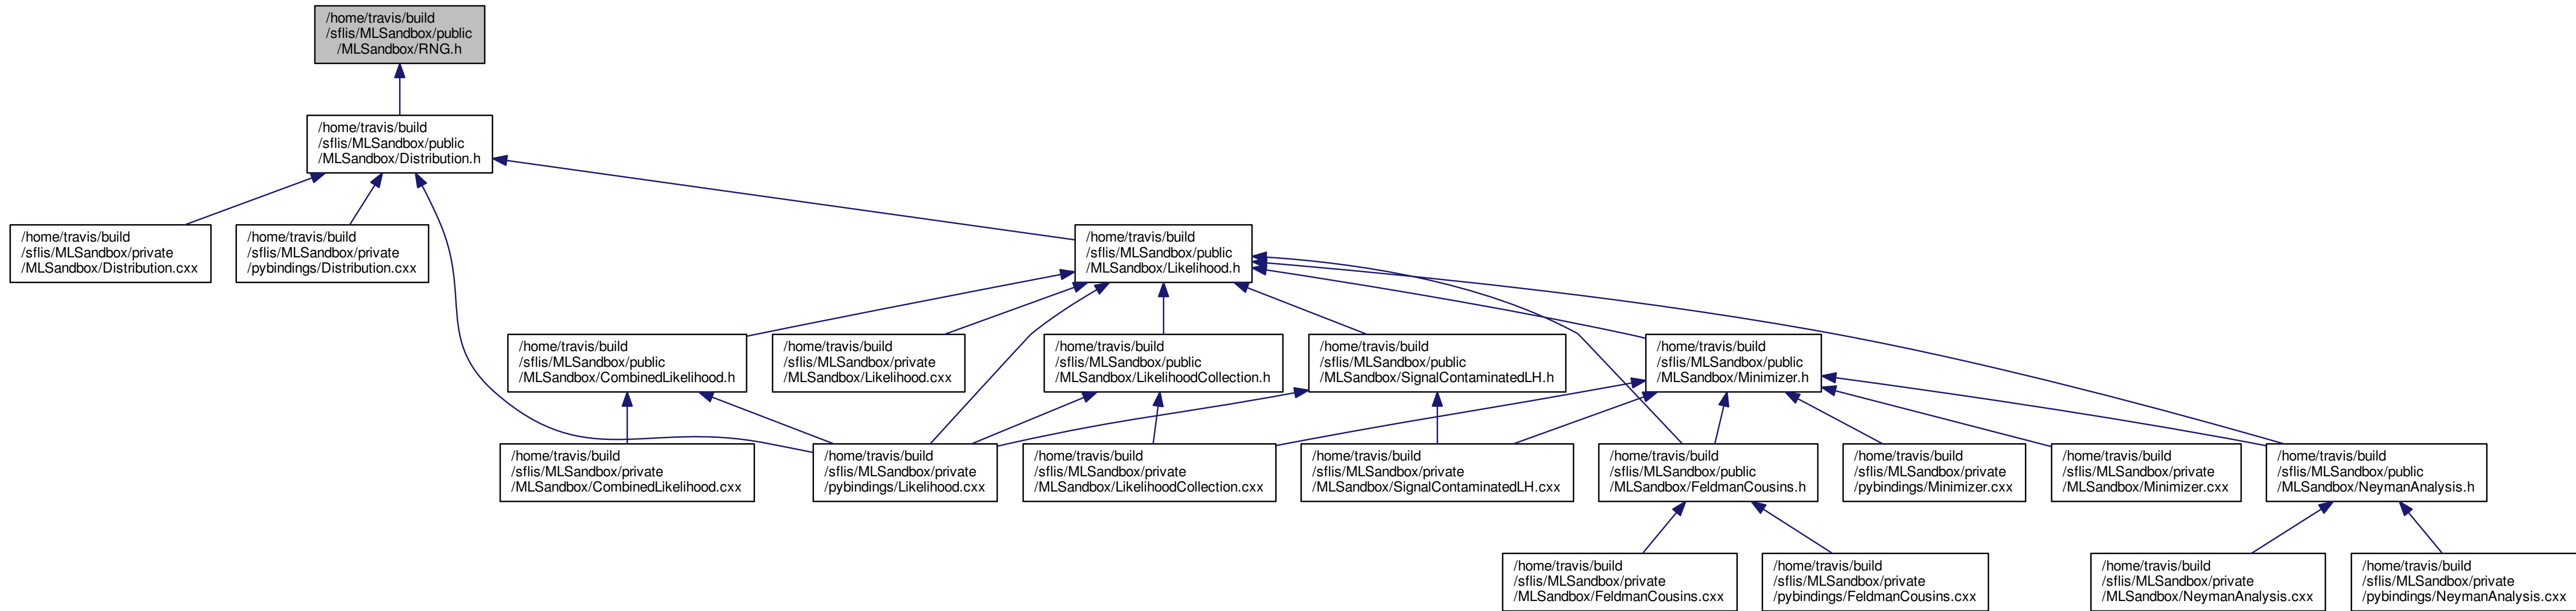 /home/travis/build
/sflis/MLSandbox/public
/MLSandbox/RNG.h
/home/travis/build
/sflis/MLSandbox/public
/MLSandbox/Distribution.h
/home/travis/build
/sflis/MLSandbox/private
/MLSandbox/Distribution.cxx
/home/travis/build
/sflis/MLSandbox/private
/pybindings/Distribution.cxx
/home/travis/build
/sflis/MLSandbox/public
/MLSandbox/Likelihood.h
/home/travis/build
/sflis/MLSandbox/public
/MLSandbox/CombinedLikelihood.h
/home/travis/build
/sflis/MLSandbox/private
/MLSandbox/Likelihood.cxx
/home/travis/build
/sflis/MLSandbox/public
/MLSandbox/LikelihoodCollection.h
/home/travis/build
/sflis/MLSandbox/public
/MLSandbox/SignalContaminatedLH.h
/home/travis/build
/sflis/MLSandbox/public
/MLSandbox/Minimizer.h
/home/travis/build
/sflis/MLSandbox/private
/MLSandbox/CombinedLikelihood.cxx
/home/travis/build
/sflis/MLSandbox/private
/pybindings/Likelihood.cxx
/home/travis/build
/sflis/MLSandbox/private
/MLSandbox/LikelihoodCollection.cxx
/home/travis/build
/sflis/MLSandbox/private
/MLSandbox/SignalContaminatedLH.cxx
/home/travis/build
/sflis/MLSandbox/public
/MLSandbox/FeldmanCousins.h
/home/travis/build
/sflis/MLSandbox/private
/pybindings/Minimizer.cxx
/home/travis/build
/sflis/MLSandbox/private
/MLSandbox/Minimizer.cxx
/home/travis/build
/sflis/MLSandbox/public
/MLSandbox/NeymanAnalysis.h
/home/travis/build
/sflis/MLSandbox/private
/MLSandbox/FeldmanCousins.cxx
/home/travis/build
/sflis/MLSandbox/private
/pybindings/FeldmanCousins.cxx
/home/travis/build
/sflis/MLSandbox/private
/MLSandbox/NeymanAnalysis.cxx
/home/travis/build
/sflis/MLSandbox/private
/pybindings/NeymanAnalysis.cxx